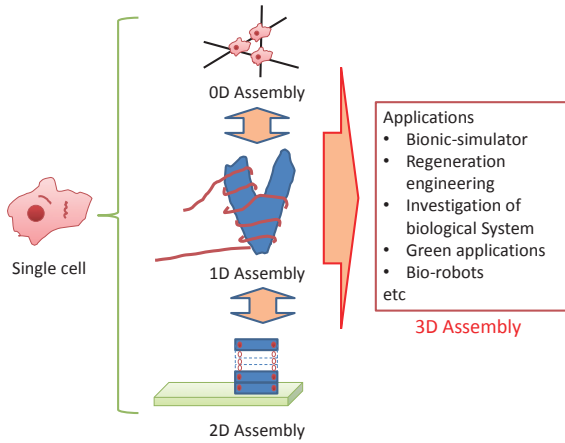 Single cell
0D Assembly
1D Assembly
2D Assembly
Applications
• Bionic-simulator
• Regeneration
engineering
• Investigation of
biological System
• Green applications
• Bio-robots
etc
3D Assembly